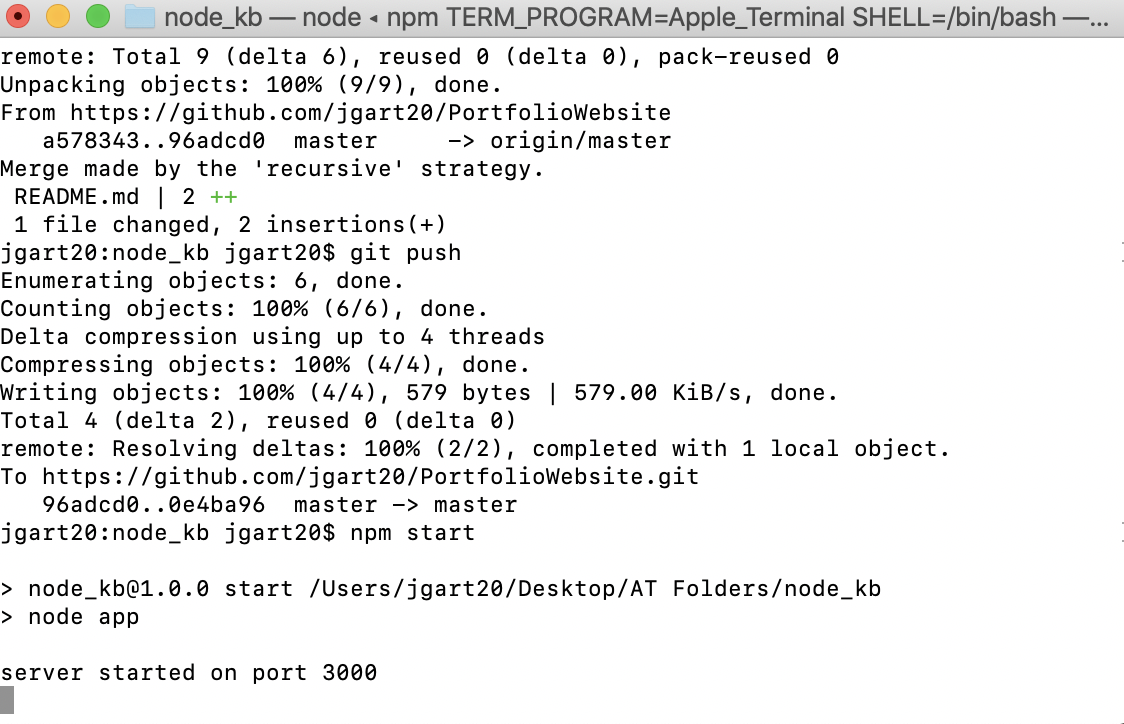 node_kb — node ◂ npm TERM_PROGRAM=Apple_Terminal SHELL=/bin/bash —...
remote: Total 9 (delta 6), reused 0 (delta 0), pack-reused 0
Unpacking objects: 100% (9/9), done.
From https://github.com/jgart20/PortfolioWebsite
   a578343..96adcd0  master     -> origin/master
Merge made by the 'recursive' strategy.
 README.md | 2 ++
 1 file changed, 2 insertions(+)
jgart20:node_kb jgart20$ git push
Enumerating objects: 6, done.
Counting objects: 100% (6/6), done.
Delta compression using up to 4 threads
Compressing objects: 100% (4/4), done.
Writing objects: 100% (4/4), 579 bytes | 579.00 KiB/s, done.
Total 4 (delta 2), reused 0 (delta 0)
remote: Resolving deltas: 100% (2/2), completed with 1 local object.
To https://github.com/jgart20/PortfolioWebsite.git
   96adcd0..0e4ba96  master -> master
jgart20:node_kb jgart20$ npm start
> node_kb@1.0.0 start /Users/jgart20/Desktop/AT Folders/node_kb
> node app
server started on port 3000